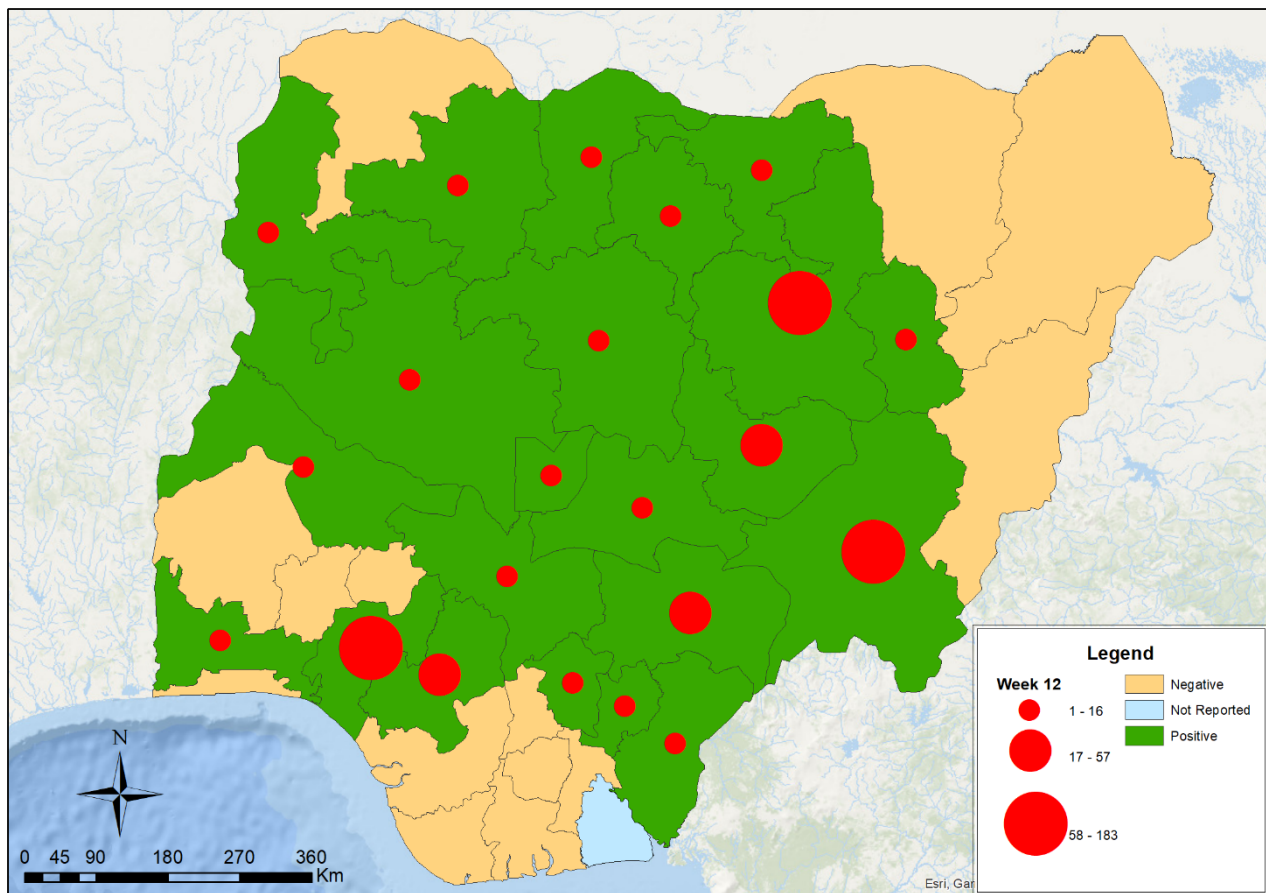 Legend
Week 12
1 - 16
17 - 57
58 - 183
Negative
Not Reported
Positive
N
0 45 90 180 270 360
Km
Esri, Gar